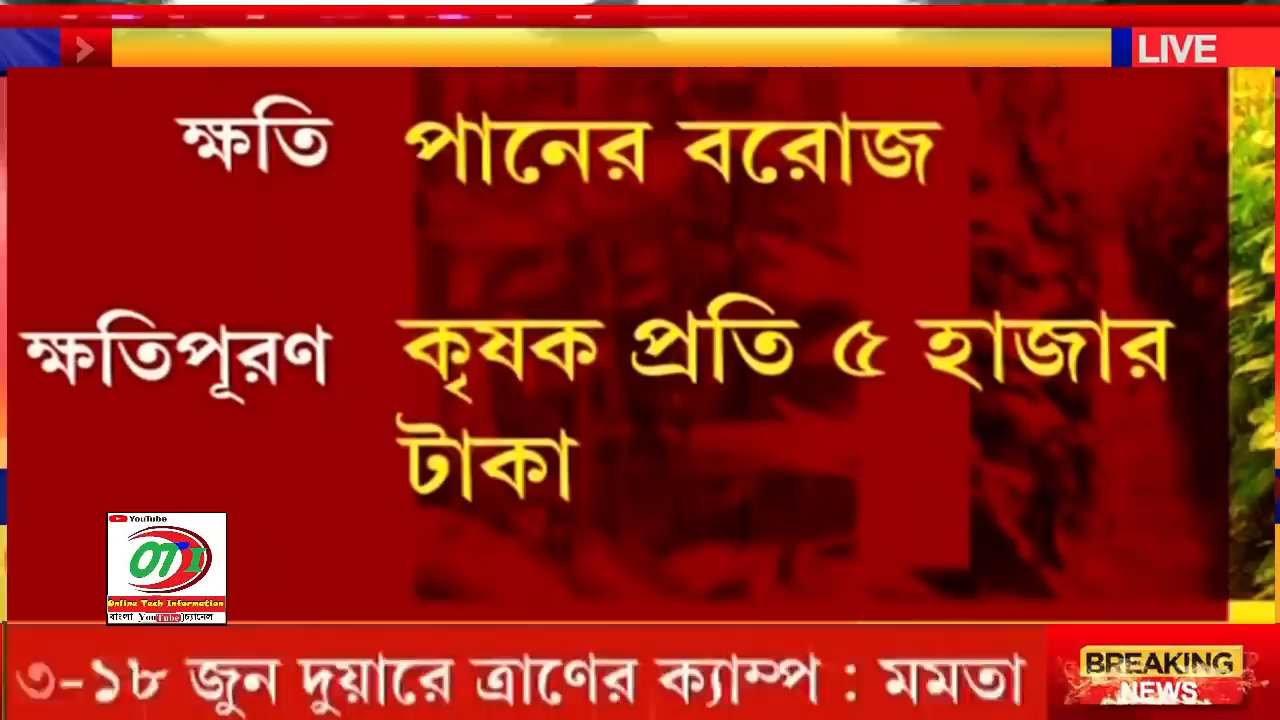 LIVE
ক্ষতি পানের বরোজ
ক্ষতিপূরণ কৃষক প্রতি ৫ হাজার
টাকা
YouTube
OTI
Online Tech Information
বাংলা YouTube চ্যানেল
৩-১৮ জুন দুয়ারে ত্রাণের ক্যাম্প : মমতা
BREAKING
NEWS